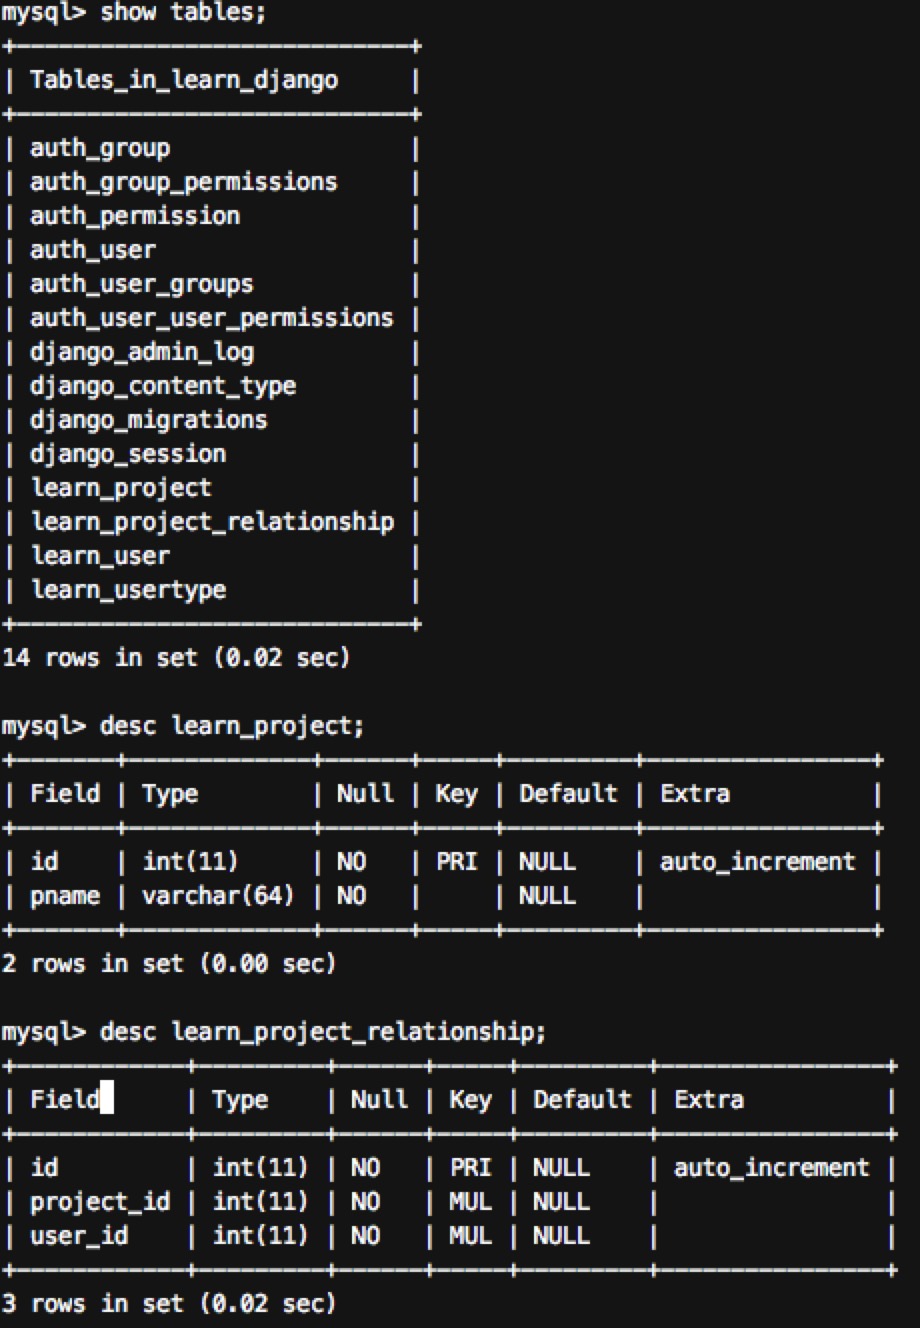 mysql> show tables;
+----------------------------+
| Tables_in_learn_django     |
+----------------------------+
| auth_group                 |
| auth_group_permissions     |
| auth_permission            |
| auth_user                  |
| auth_user_groups           |
| auth_user_user_permissions |
| django_admin_log           |
| django_content_type        |
| django_migrations          |
| django_session             |
| learn_project              |
| learn_project_relationship |
| learn_user                 |
| learn_usertype             |
+----------------------------+
14 rows in set (0.02 sec)

mysql> desc learn_project;
+-------+-------------+------+-----+---------+----------------+
| Field | Type        | Null | Key | Default | Extra          |
+-------+-------------+------+-----+---------+----------------+
| id    | int(11)     | NO   | PRI | NULL    | auto_increment |
| pname | varchar(64) | NO   |     | NULL    |                |
+-------+-------------+------+-----+---------+----------------+
2 rows in set (0.00 sec)

mysql> desc learn_project_relationship;
+------------+---------+------+-----+---------+----------------+
| Field      | Type    | Null | Key | Default | Extra          |
+------------+---------+------+-----+---------+----------------+
| id         | int(11) | NO   | PRI | NULL    | auto_increment |
| project_id | int(11) | NO   | MUL | NULL    |                |
| user_id    | int(11) | NO   | MUL | NULL    |                |
+------------+---------+------+-----+---------+----------------+
3 rows in set (0.02 sec)